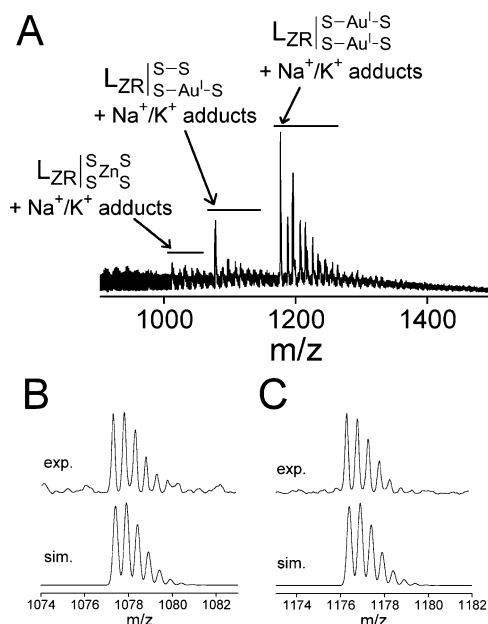 A
S-Au^I-S
L_ZR|
S-Au^I-S
+ Na⁺/K⁺ adducts
S-S
L_ZR|
S-Au^I-S
+ Na⁺/K⁺ adducts
S S
L_ZR| Zn
S S
+ Na⁺/K⁺ adducts
1000 1200 1400
m/z
B
exp.
sim.
1074 1076 1078 1080 1082
m/z
C
exp.
sim.
1174 1176 1178 1180 1182
m/z